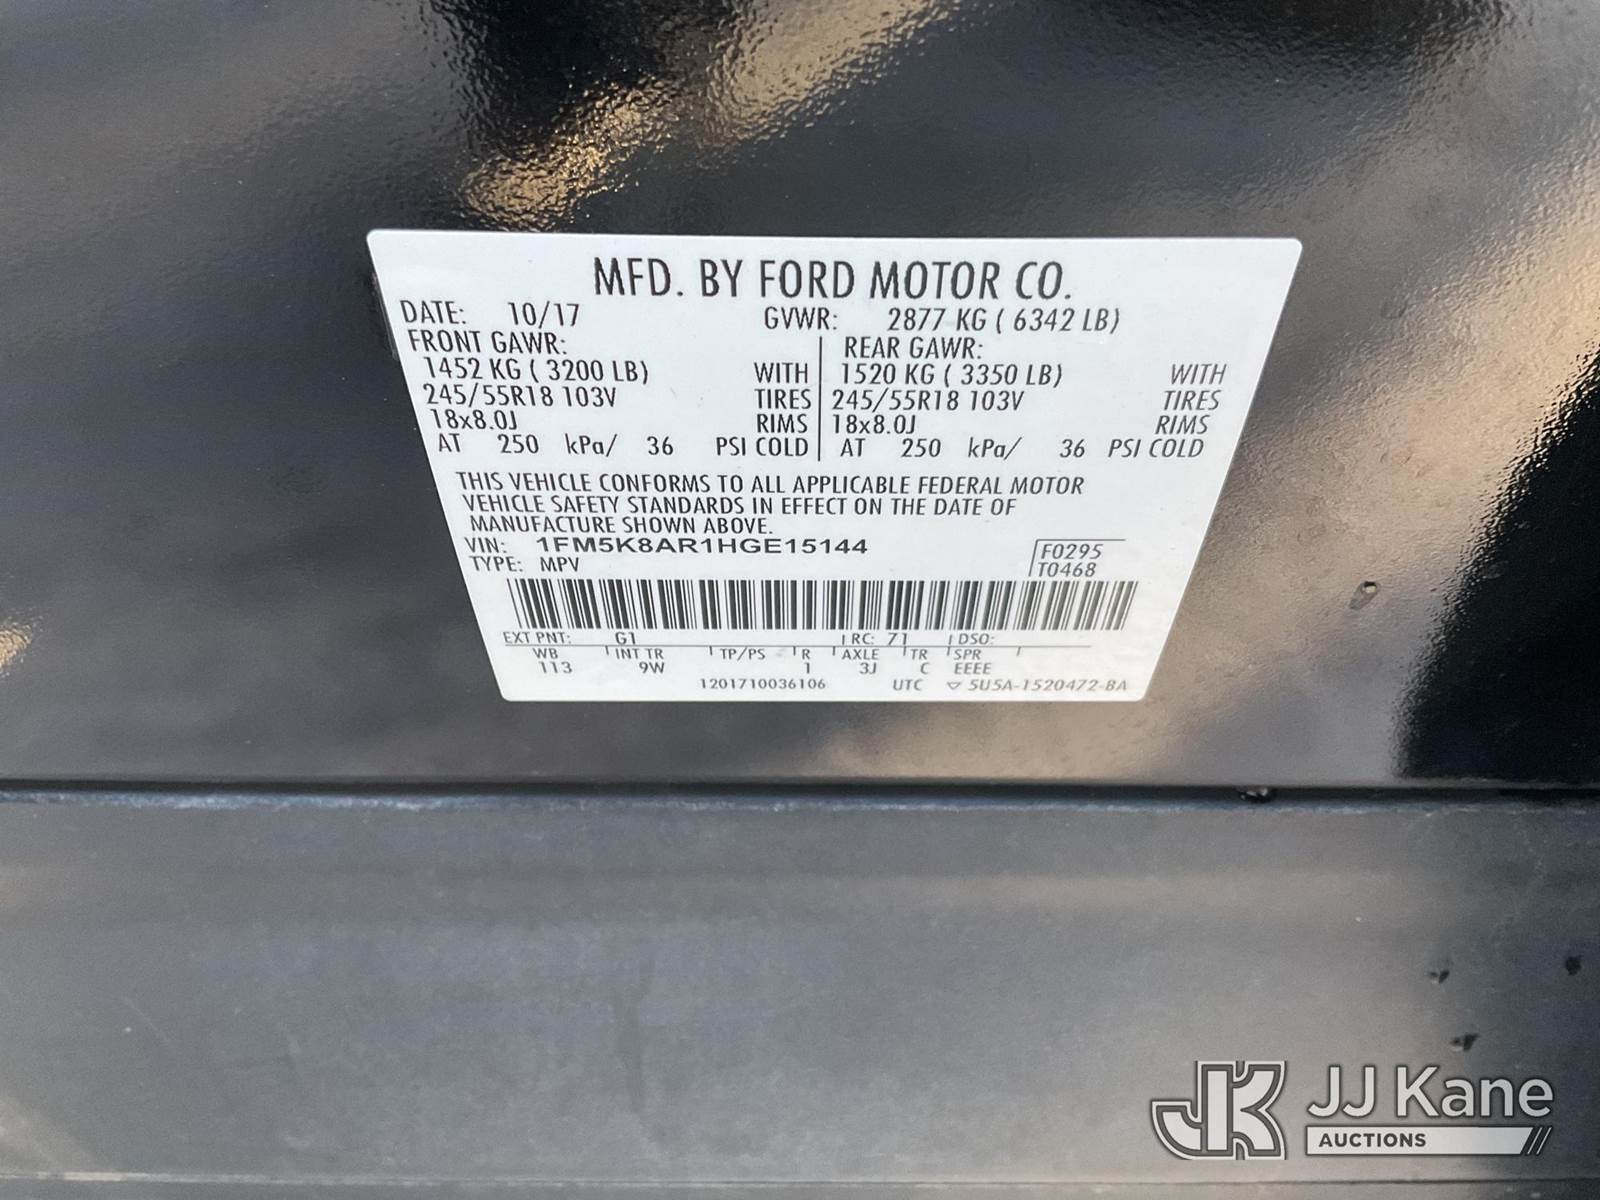 MFD. BY FORD MOTOR CO.
DATE: 10/17 GVWR: 2877 KG ( 6342 LB)
FRONT GAWR: REAR GAWR:
1452 KG ( 3200 LB) WITH 1520 KG ( 3350 LB) WITH
245/55R18 103V TIRES 245/55R18 103V TIRES
18x8.0J RIMS 18x8.0J RIMS
AT 250 kPa/ 36 PSI COLD AT 250 kPa/ 36 PSI COLD
THIS VEHICLE CONFORMS TO ALL APPLICABLE FEDERAL MOTOR
VEHICLE SAFETY STANDARDS IN EFFECT ON THE DATE OF
MANUFACTURE SHOWN ABOVE.
VIN: 1FM5K8AR1HGE15144 F0295
TYPE: MPV T0468
EXT PNT: G1 RC: 71 DSO:
WB INT TR TP/PS R AXLE TR SPR
113 9W 1 3J C EEEE
1201710036106 UTC ▽ 5U5A-1520472-BA
JK JJ Kane
AUCTIONS